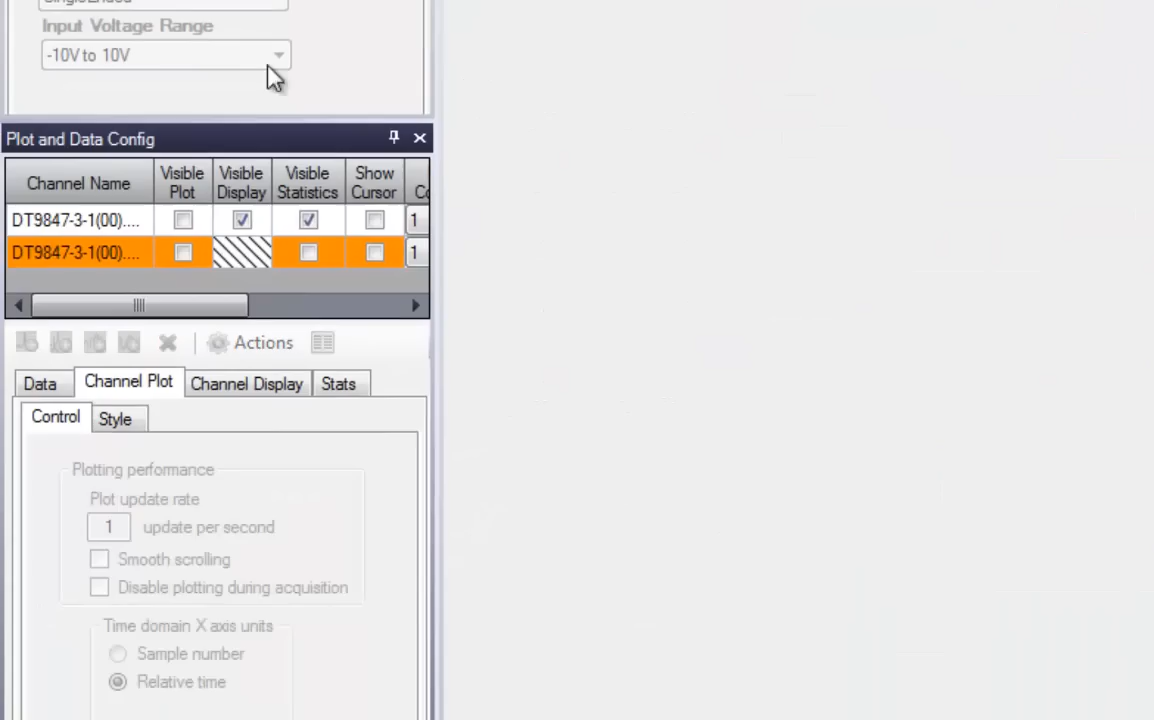 SingleEnded
Input Voltage Range
-10V to 10V
Plot and Data Config
Channel Name
Visible Plot
Visible Display
Visible Statistics
Show Cursor
DT9847-3-1(00)....
1
DT9847-3-1(00)....
1
Actions
Data
Channel Plot
Channel Display
Stats
Control
Style
Plotting performance
Plot update rate
1 update per second
Smooth scrolling
Disable plotting during acquisition
Time domain X axis units
Sample number
Relative time